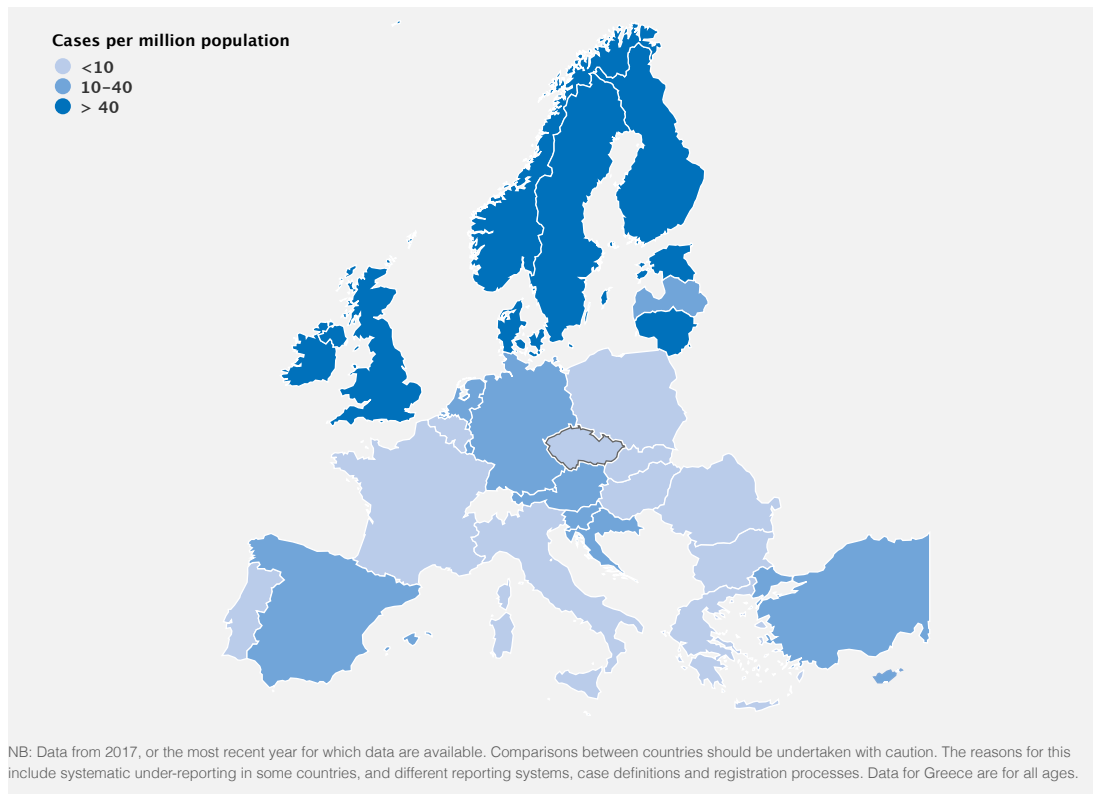 Cases per million population
<10
10–40
> 40
NB: Data from 2017, or the most recent year for which data are available. Comparisons between countries should be undertaken with caution. The reasons for this
include systematic under-reporting in some countries, and different reporting systems, case definitions and registration processes. Data for Greece are for all ages.